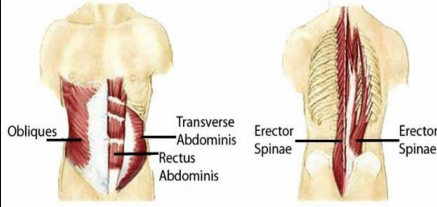 Obliques
Transverse
Abdominis
Rectus
Abdominis
Erector
Spinae
Erector
Spinae